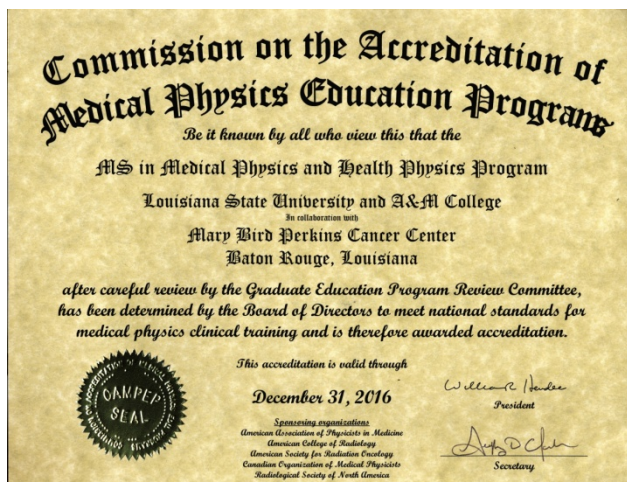 Commission on the Accreditation of
Medical Physics Education Programs
Be it known by all who view this that the
MS in Medical Physics and Health Physics Program
Louisiana State University and A&M College
In collaboration with
Mary Bird Perkins Cancer Center
Baton Rouge, Louisiana
after careful review by the Graduate Education Program Review Committee,
has been determined by the Board of Directors to meet national standards for
medical physics clinical training and is therefore awarded accreditation.
This accreditation is valid through
December 31, 2016
CAMPEP
SEAL
President
Sponsoring organizations
American Association of Physicists in Medicine
American College of Radiology
American Society for Radiation Oncology
Canadian Organization of Medical Physicists
Radiological Society of North America
Secretary